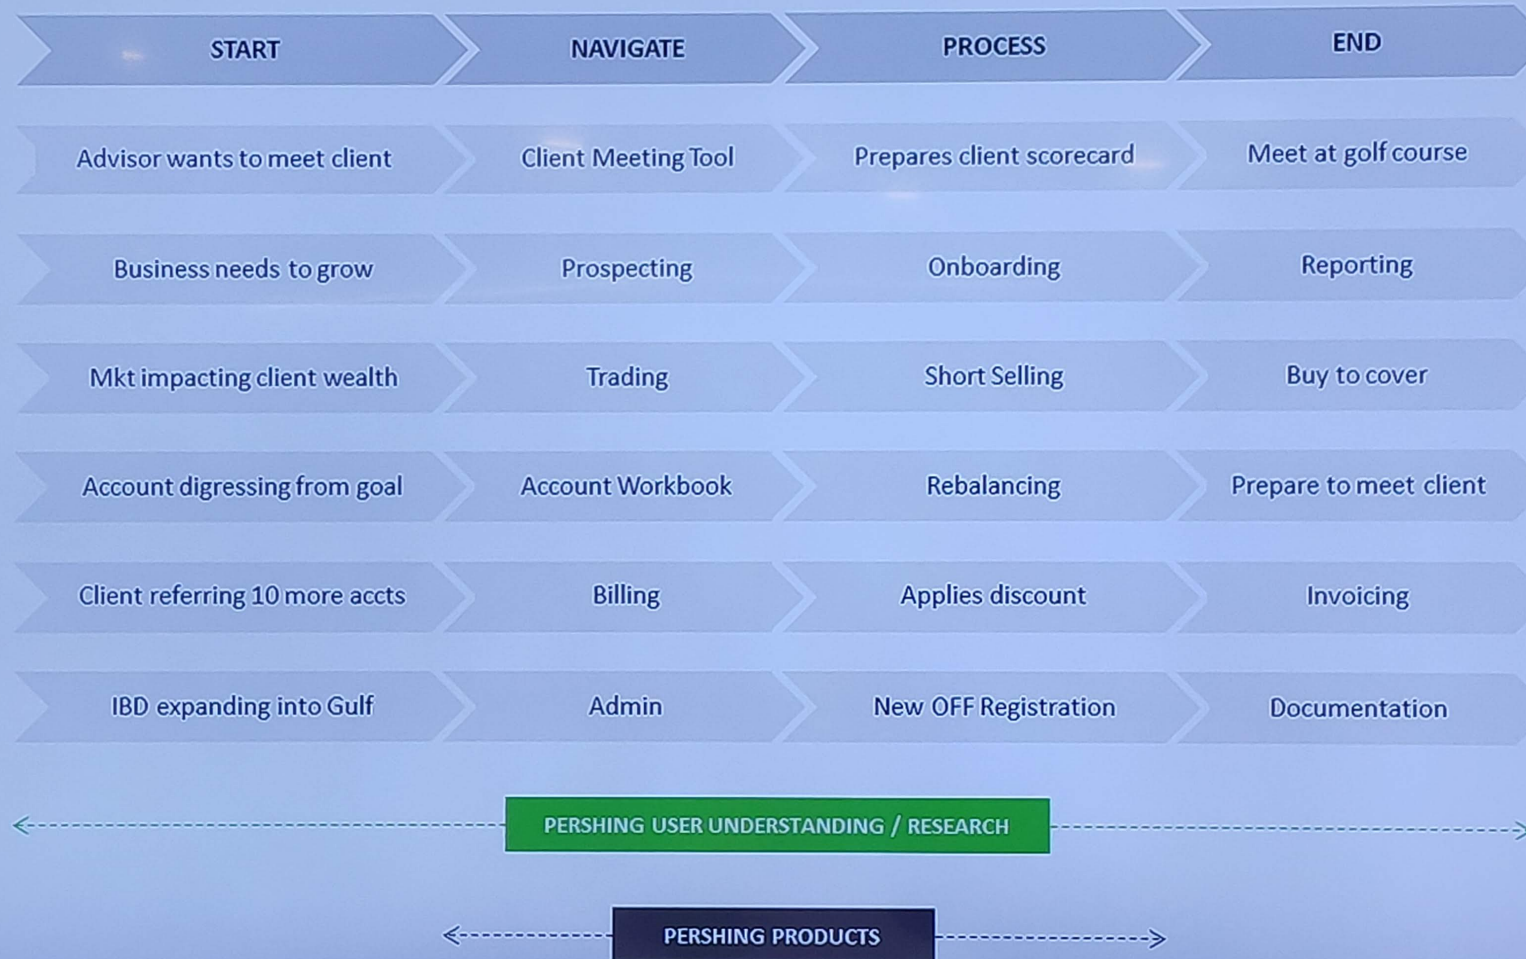 START NAVIGATE PROCESS END
Advisor wants to meet client Client Meeting Tool Prepares client scorecard Meet at golf course
Business needs to grow Prospecting Onboarding Reporting
Mkt impacting client wealth Trading Short Selling Buy to cover
Account digressing from goal Account Workbook Rebalancing Prepare to meet client
Client referring 10 more accts Billing Applies discount Invoicing
IBD expanding into Gulf Admin New OFF Registration Documentation
PERSHING USER UNDERSTANDING / RESEARCH
PERSHING PRODUCTS